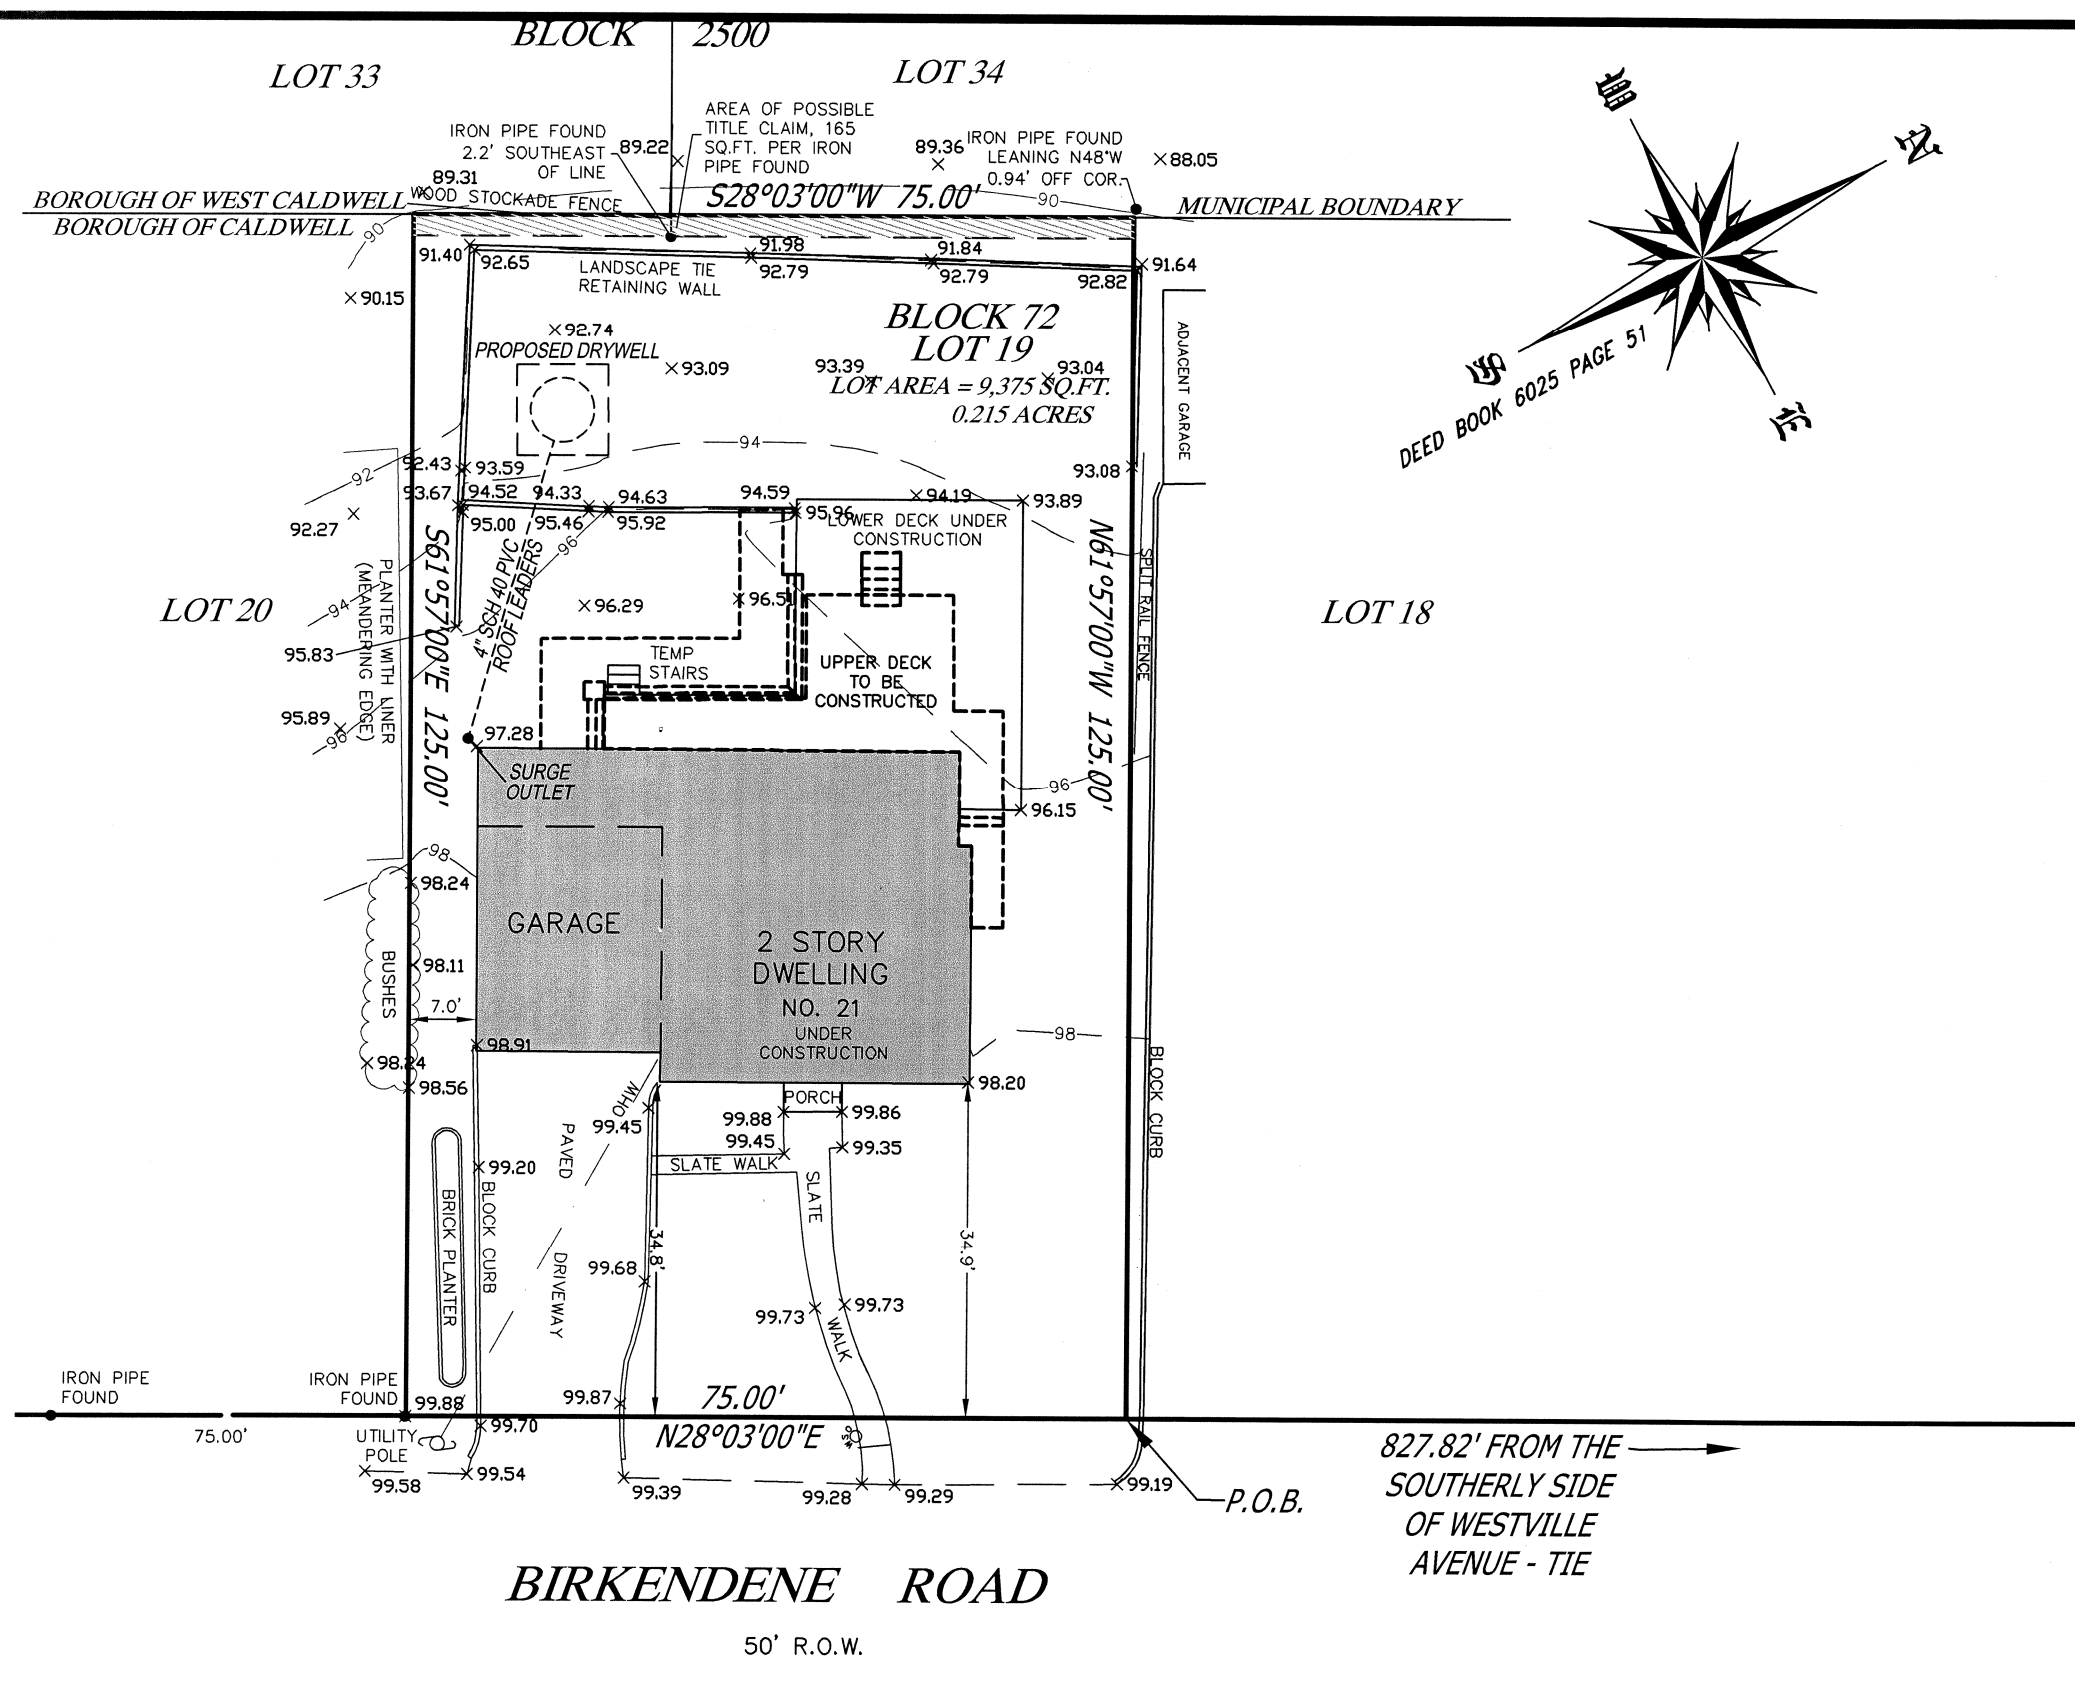 BLOCK 2500
LOT 33
LOT 34
IRON PIPE FOUND
2.2' SOUTHEAST
OF LINE
89.22
AREA OF POSSIBLE
TITLE CLAIM, 165
SQ.FT. PER IRON
PIPE FOUND
89.36
IRON PIPE FOUND
LEANING N48°W
0.94' OFF COR.
88.05
89.31
WOOD STOCKADE FENCE
S28°03'00"W 75.00'
90
BOROUGH OF WEST CALDWELL
BOROUGH OF CALDWELL
MUNICIPAL BOUNDARY
90
91.40
92.65
91.98
92.79
91.84
92.79
92.82
91.64
LANDSCAPE TIE
RETAINING WALL
90.15
BLOCK 72
LOT 19
LOT AREA = 9,375 SQ.FT.
0.215 ACRES
92.74
PROPOSED DRYWELL
93.09
93.39
93.04
ADJACENT GARAGE
DEED BOOK 6025 PAGE 51
94
92
92.43
93.59
93.08
93.67
94.52
94.33
94.63
94.59
94.19
93.89
95.00
95.46
95.92
95.96
92.27
LOWER DECK UNDER
CONSTRUCTION
96
S61°57'00"E 125.00'
N61°57'00"W 125.00'
4" SCH 40 PVC
ROOF LEADERS
SPLIT RAIL FENCE
PLANTER WITH LINER
(MEANDERING EDGE)
LOT 20
LOT 18
94
96.29
96.5
95.83
TEMP
STAIRS
UPPER DECK
TO BE
CONSTRUCTED
95.89
96
97.28
SURGE
OUTLET
96
96.15
98
98.24
GARAGE
2 STORY
DWELLING
NO. 21
UNDER
CONSTRUCTION
BUSHES
98.11
7.0'
98.91
98
98.24
98.56
98.20
BLOCK CURB
OHW
PORCH
99.88
99.86
99.45
99.45
99.35
PAVED
SLATE WALK
99.20
SLATE
BRICK PLANTER
BLOCK CURB
34.8'
34.9'
DRIVEWAY
99.68
99.73
99.73
WALK
IRON PIPE
FOUND
IRON PIPE
FOUND
99.88
99.87
75.00'
75.00'
UTILITY
POLE
99.70
N28°03'00"E
99.58
99.54
99.39
99.28
99.29
99.19
P.O.B.
827.82' FROM THE
SOUTHERLY SIDE
OF WESTVILLE
AVENUE - TIE
BIRKENDENE ROAD
50' R.O.W.